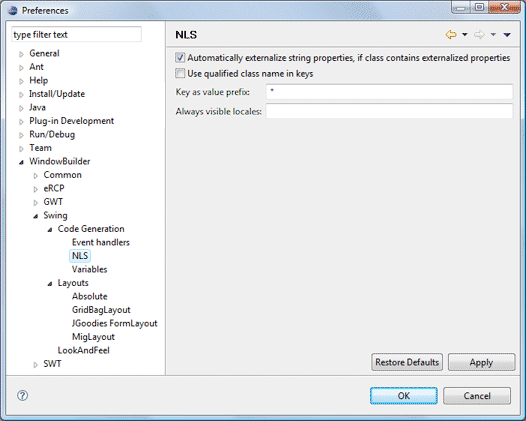 Preferences
type filter text
General
Ant
Help
Install/Update
Java
Plug-in Development
Run/Debug
Team
WindowBuilder
Common
eRCP
GWT
Swing
Code Generation
Event handlers
NLS
Variables
Layouts
Absolute
GridBagLayout
JGoodies FormLayout
MigLayout
LookAndFeel
SWT
NLS
Automatically externalize string properties, if class contains externalized properties
Use qualified class name in keys
Key as value prefix: *
Always visible locales:
Restore Defaults Apply
? OK Cancel